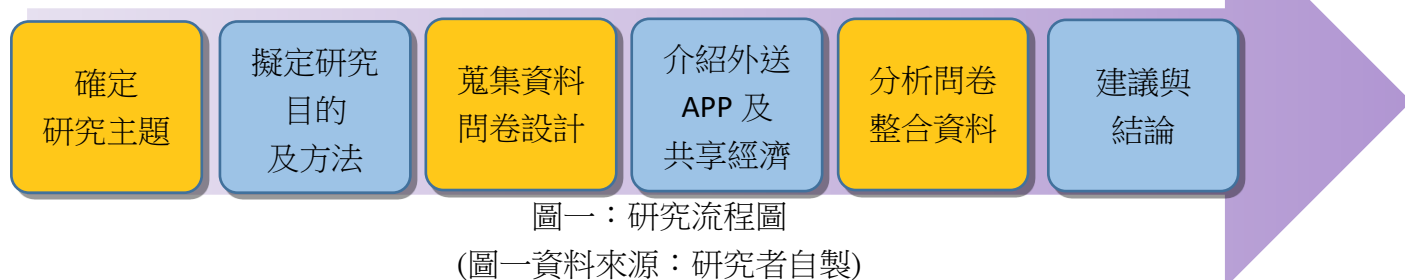 確定
研究主題
擬定研究
目的
及方法
蒐集資料
問卷設計
介紹外送
APP 及
共享經濟
分析問卷
整合資料
建議與
結論
圖一：研究流程圖
(圖一資料來源：研究者自製)